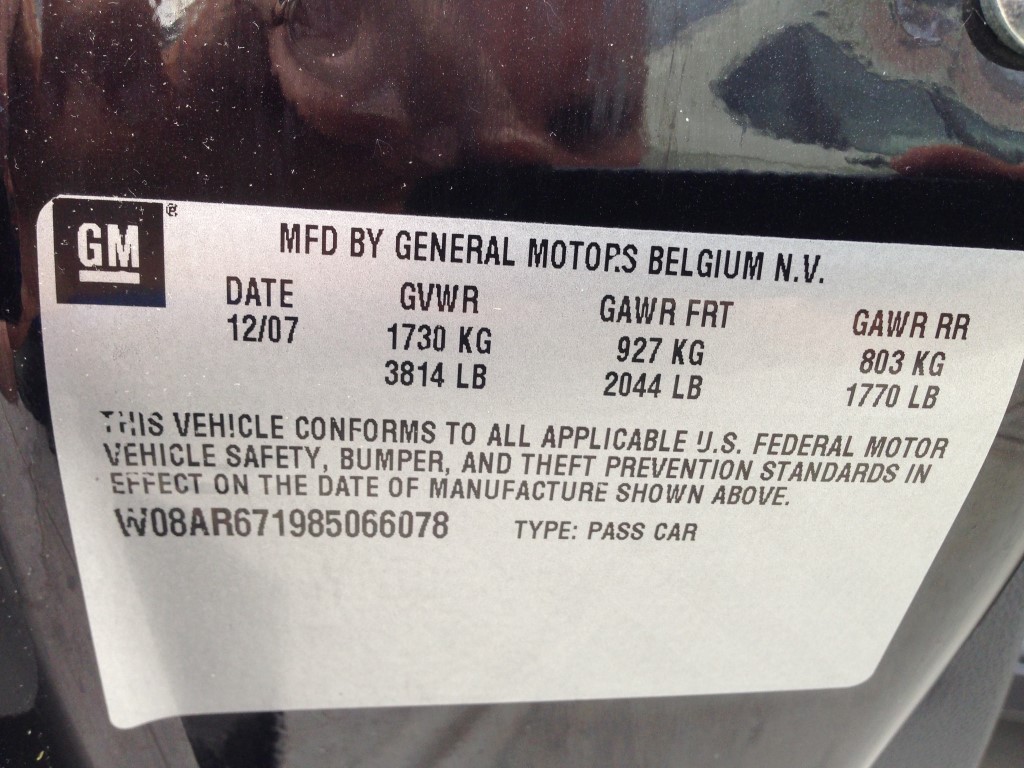 GM ®
MFD BY GENERAL MOTORS BELGIUM N.V.
DATE GVWR GAWR FRT GAWR RR
12/07 1730 KG 927 KG 803 KG
3814 LB 2044 LB 1770 LB
THIS VEHICLE CONFORMS TO ALL APPLICABLE U.S. FEDERAL MOTOR
VEHICLE SAFETY, BUMPER, AND THEFT PREVENTION STANDARDS IN
EFFECT ON THE DATE OF MANUFACTURE SHOWN ABOVE.
W08AR671985066078 TYPE: PASS CAR